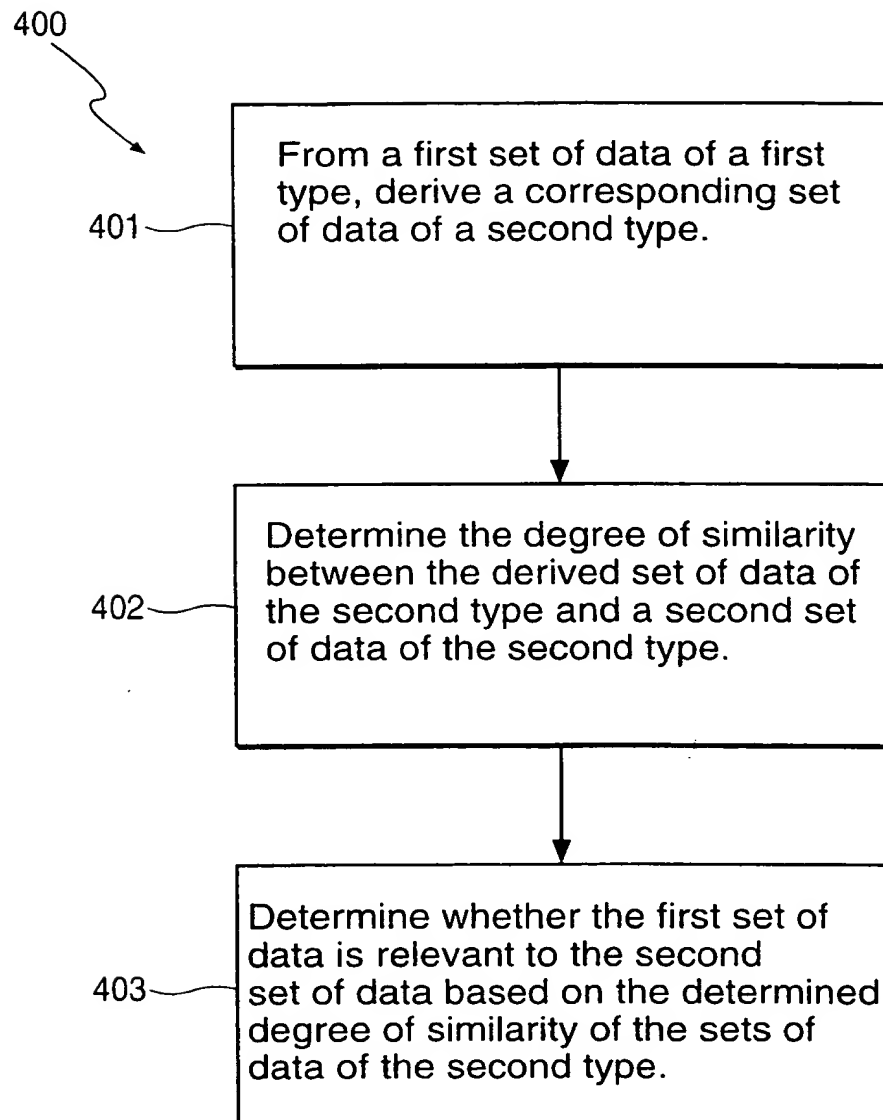 400
From a first set of data of a first
type, derive a corresponding set
of data of a second type.
401
Determine the degree of similarity
between the derived set of data of
the second type and a second set
of data of the second type.
402
Determine whether the first set of
data is relevant to the second
set of data based on the determined
degree of similarity of the sets of
data of the second type.
403